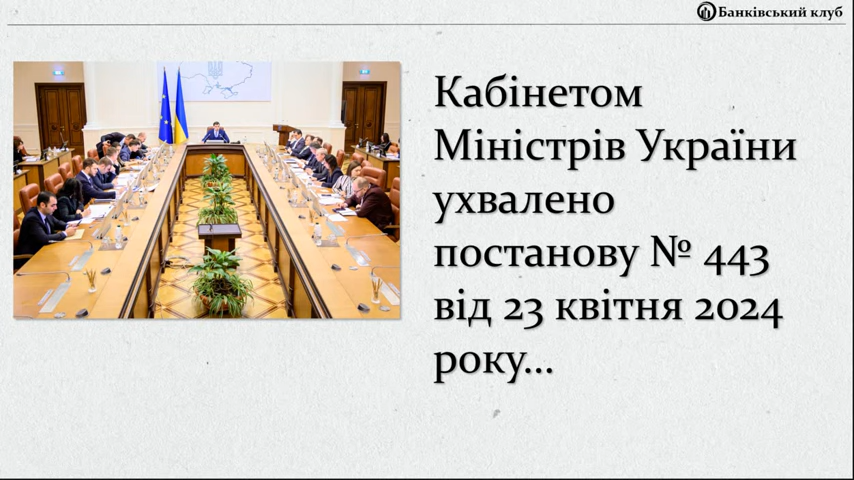 Банківський клуб
Кабінетом
Міністрів України
ухвалено
постанову № 443
від 23 квітня 2024
року...